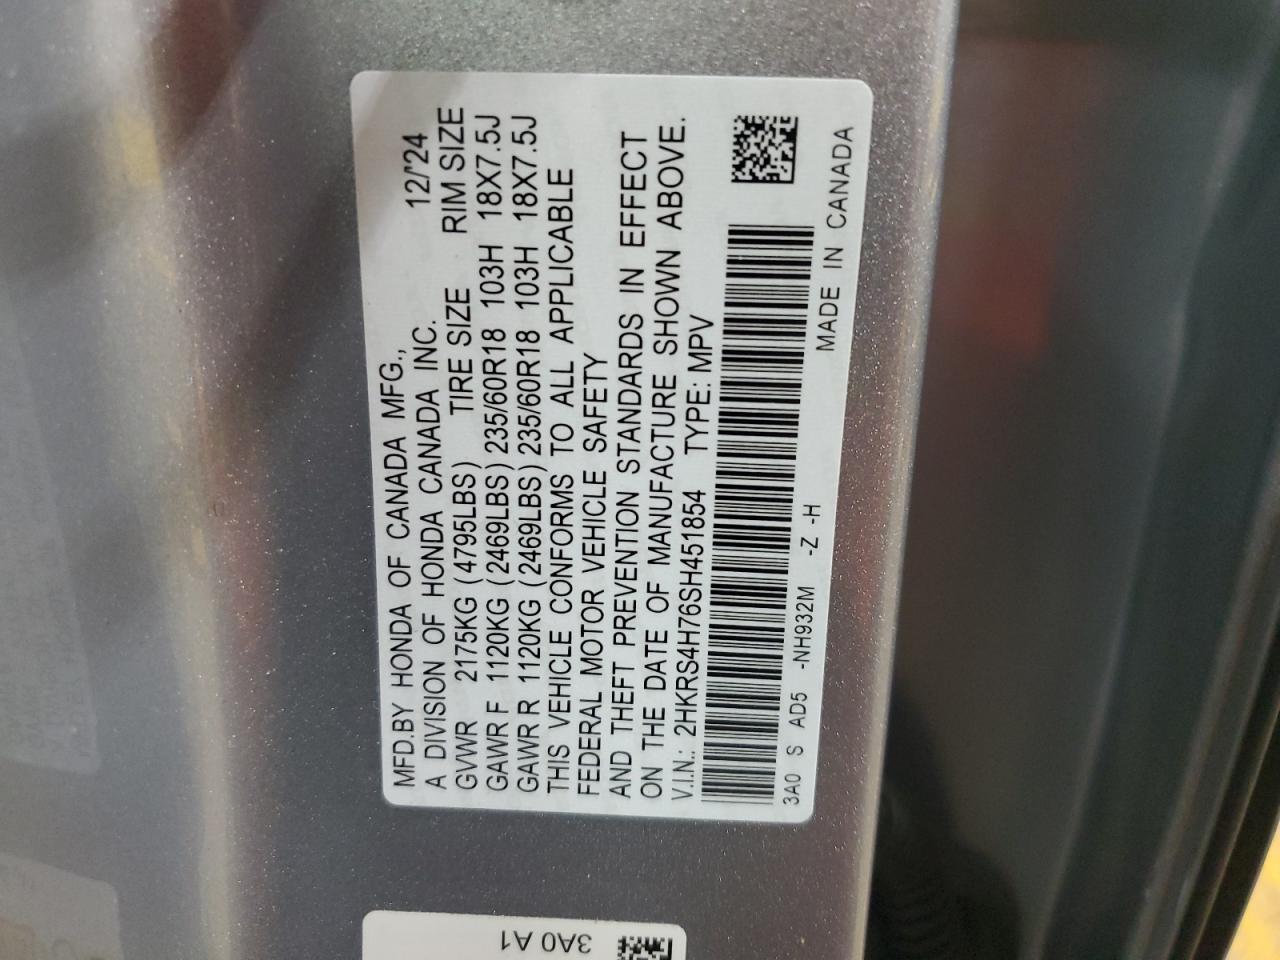 MFD.BY HONDA OF CANADA MFG.,
A DIVISION OF HONDA CANADA INC. 12/'24
GVWR 2175KG (4795LBS) TIRE SIZE RIM SIZE
GAWR F 1120KG (2469LBS) 235/60R18 103H 18X7.5J
GAWR R 1120KG (2469LBS) 235/60R18 103H 18X7.5J
THIS VEHICLE CONFORMS TO ALL APPLICABLE
FEDERAL MOTOR VEHICLE SAFETY
AND THEFT PREVENTION STANDARDS IN EFFECT
ON THE DATE OF MANUFACTURE SHOWN ABOVE.
V.I.N.: 2HKRS4H76SH451854 TYPE: MPV
3A0 S AD5 -NH932M -Z -H
MADE IN CANADA
3A0 A1